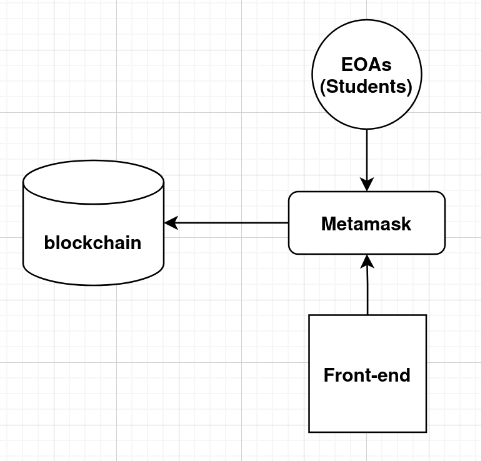 EOAs
(Students)
blockchain
Metamask
Front-end